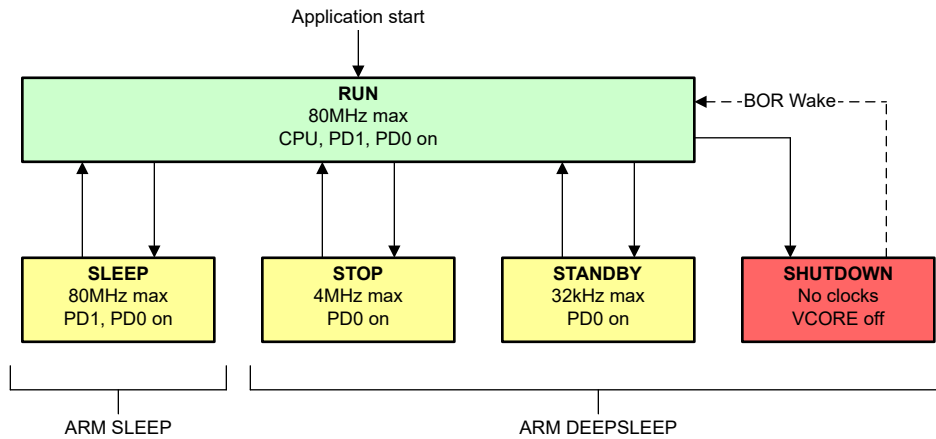 Application start
RUN
80MHz max
CPU, PD1, PD0 on
BOR Wake
SLEEP
80MHz max
PD1, PD0 on
STOP
4MHz max
PD0 on
STANDBY
32kHz max
PD0 on
SHUTDOWN
No clocks
VCORE off
ARM SLEEP
ARM DEEPSLEEP